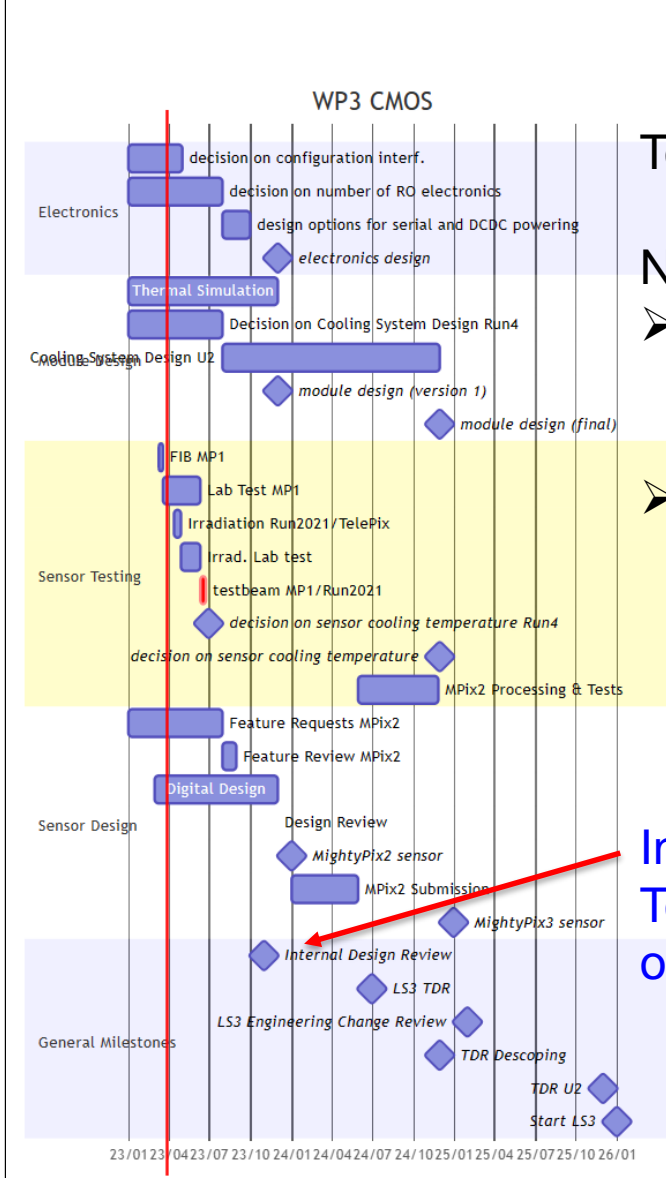 WP3 CMOS
decision on configuration interf.
decision on number of RO electronics
Electronics
design options for serial and DCDC powering
electronics design
Thermal Simulation
Decision on Cooling System Design Run4
Cooling System Design U2
Module Design
module design (version 1)
module design (final)
FIB MP1
Lab Test MP1
Irradiation Run2021/TelePix
Irrad. Lab test
Sensor Testing
testbeam MP1/Run2021
decision on sensor cooling temperature Run4
decision on sensor cooling temperature
MPix2 Processing & Tests
Feature Requests MPix2
Feature Review MPix2
Digital Design
Sensor Design
Design Review
MightyPix2 sensor
MPix2 Submission
MightyPix3 sensor
Internal Design Review
LS3 TDR
LS3 Engineering Change Review
General Milestones
TDR Descoping
TDR U2
Start LS3
23/01 23/04 23/07 23/10 24/01 24/04 24/07 24/10 25/01 25/04 25/07 25/10 26/01